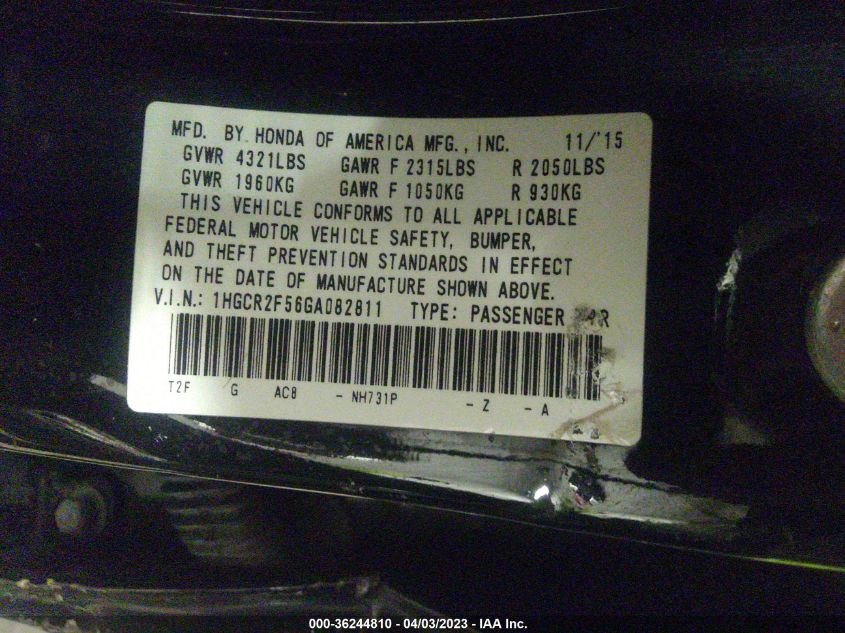 MFD. BY HONDA OF AMERICA MFG., INC. 11/'15
GVWR 4321LBS GAWR F 2315LBS R 2050LBS
GVWR 1960KG GAWR F 1050KG R 930KG
THIS VEHICLE CONFORMS TO ALL APPLICABLE
FEDERAL MOTOR VEHICLE SAFETY, BUMPER,
AND THEFT PREVENTION STANDARDS IN EFFECT
ON THE DATE OF MANUFACTURE SHOWN ABOVE.
V.I.N.: 1HGCR2F56GA082811 TYPE: PASSENGER
T2F G AC8 - NH731P - Z - A
000-36244810 - 04/03/2023 - IAA Inc.